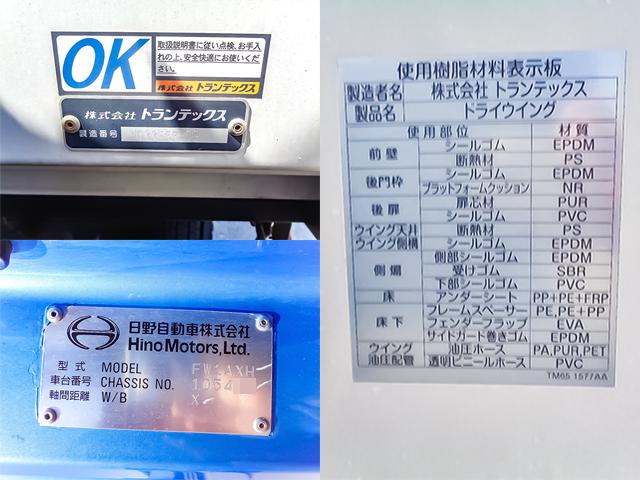 OK
取扱説明書に従い点検、お手入
れの上、安全快適にお使いくだ
さい。
株式会社 トランテックス
株式会社 トランテックス
製造番号
日野自動車株式会社
Hino Motors, Ltd.
型式 MODEL FW1AXH
車台番号 CHASSIS NO. 1054
軸間距離 W/B X
使用樹脂材料表示板
製造者名 株式会社 トランテックス
製品名 ドライウイング
使用部位 材質
前壁 シールゴム EPDM
断熱材 PS
後門枠 シールゴム EPDM
プラットフォームクッション NR
後扉 扉芯材 PUR
シールゴム PVC
ウイング天井 断熱材 PS
ウイング側構 シールゴム EPDM
側煽 側部シールゴム EPDM
受けゴム SBR
下部シールゴム PVC
床 アンダーシート PP+PE+FRP
床下 フレームスペーサー PE,PE+PP
フェンダーフラップ EVA
サイドガード巻きゴム EPDM
ウイング 油圧ホース PA,PUR,PET
油圧配管 透明ビニールホース PVC
TM65 1577AA